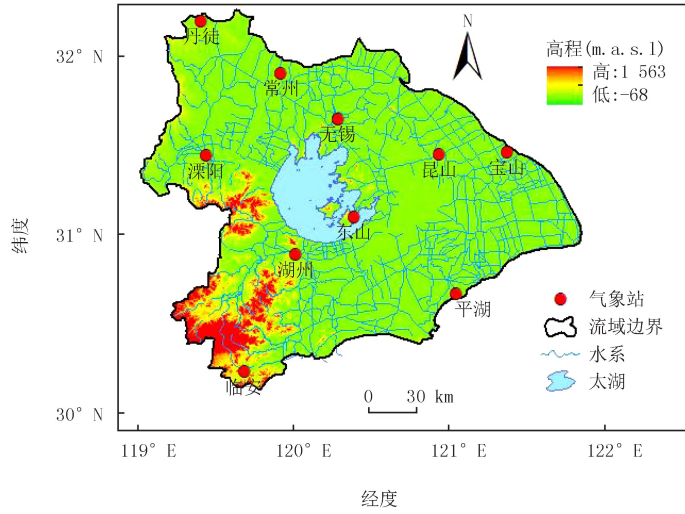 N
高程(m.a.s.l)
高:1 563
低:-68
32° N
31° N
30° N
纬度
丹徒
常州
无锡
溧阳
昆山
宝山
东山
湖州
平湖
临安
气象站
流域边界
水系
太湖
0 30 km
119° E
120° E
121° E
122° E
经度